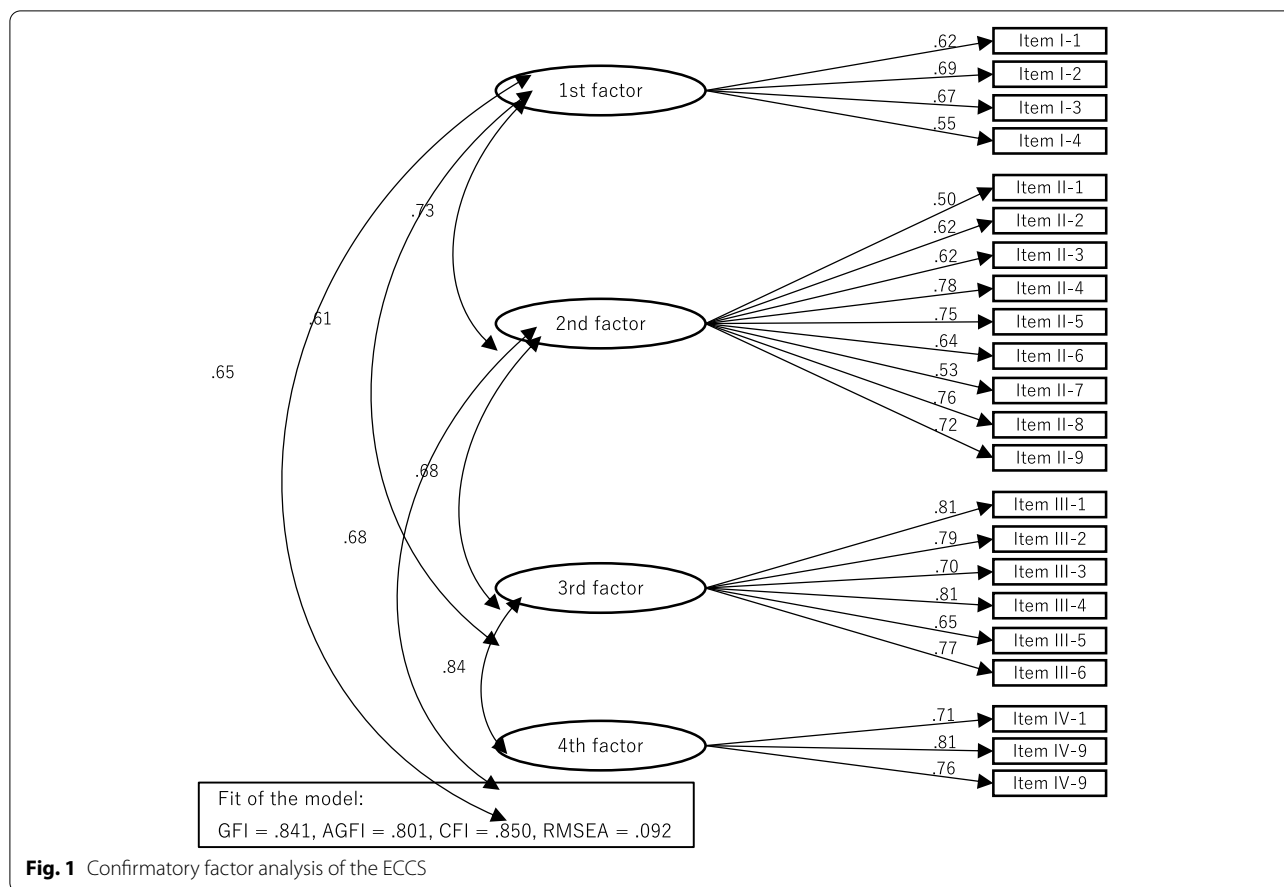 .62
Item I-1
.69
Item I-2
1st factor
.67
Item I-3
.55
Item I-4
.73
.50
Item II-1
.62
Item II-2
.62
Item II-3
.78
Item II-4
.61
2nd factor
.75
Item II-5
.64
Item II-6
.65
.53
Item II-7
.76
Item II-8
.72
Item II-9
.68
.68
.81
Item III-1
.79
Item III-2
.70
Item III-3
3rd factor
.81
Item III-4
.65
Item III-5
.77
Item III-6
.84
.71
Item IV-1
4th factor
.81
Item IV-9
.76
Item IV-9
Fit of the model:
GFI = .841, AGFI = .801, CFI = .850, RMSEA = .092
Fig. 1 Confirmatory factor analysis of the ECCS